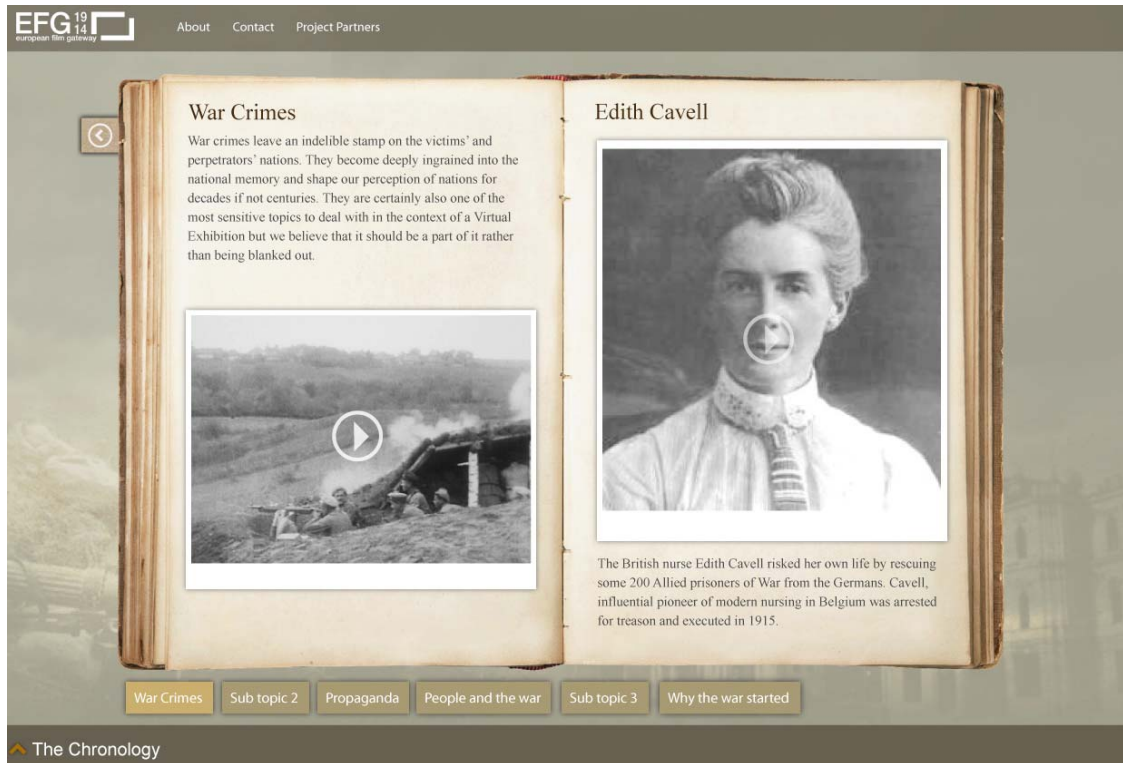 EFG 19 14
european film gateway
About Contact Project Partners
War Crimes
War crimes leave an indelible stamp on the victims' and
perpetrators' nations. They become deeply ingrained into the
national memory and shape our perception of nations for
decades if not centuries. They are certainly also one of the
most sensitive topics to deal with in the context of a Virtual
Exhibition but we believe that it should be a part of it rather
than being blanked out.
Edith Cavell
The British nurse Edith Cavell risked her own life by rescuing
some 200 Allied prisoners of War from the Germans. Cavell,
influential pioneer of modern nursing in Belgium was arrested
for treason and executed in 1915.
War Crimes Sub topic 2 Propaganda People and the war Sub topic 3 Why the war started
The Chronology